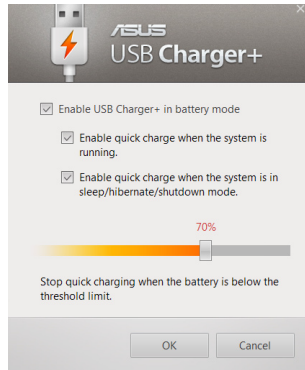 ASUS
USB Charger+
Enable USB Charger+ in battery mode
Enable quick charge when the system is
running.
Enable quick charge when the system is in
sleep/hibernate/shutdown mode.
70%
Stop quick charging when the battery is below the
threshold limit.
OK Cancel